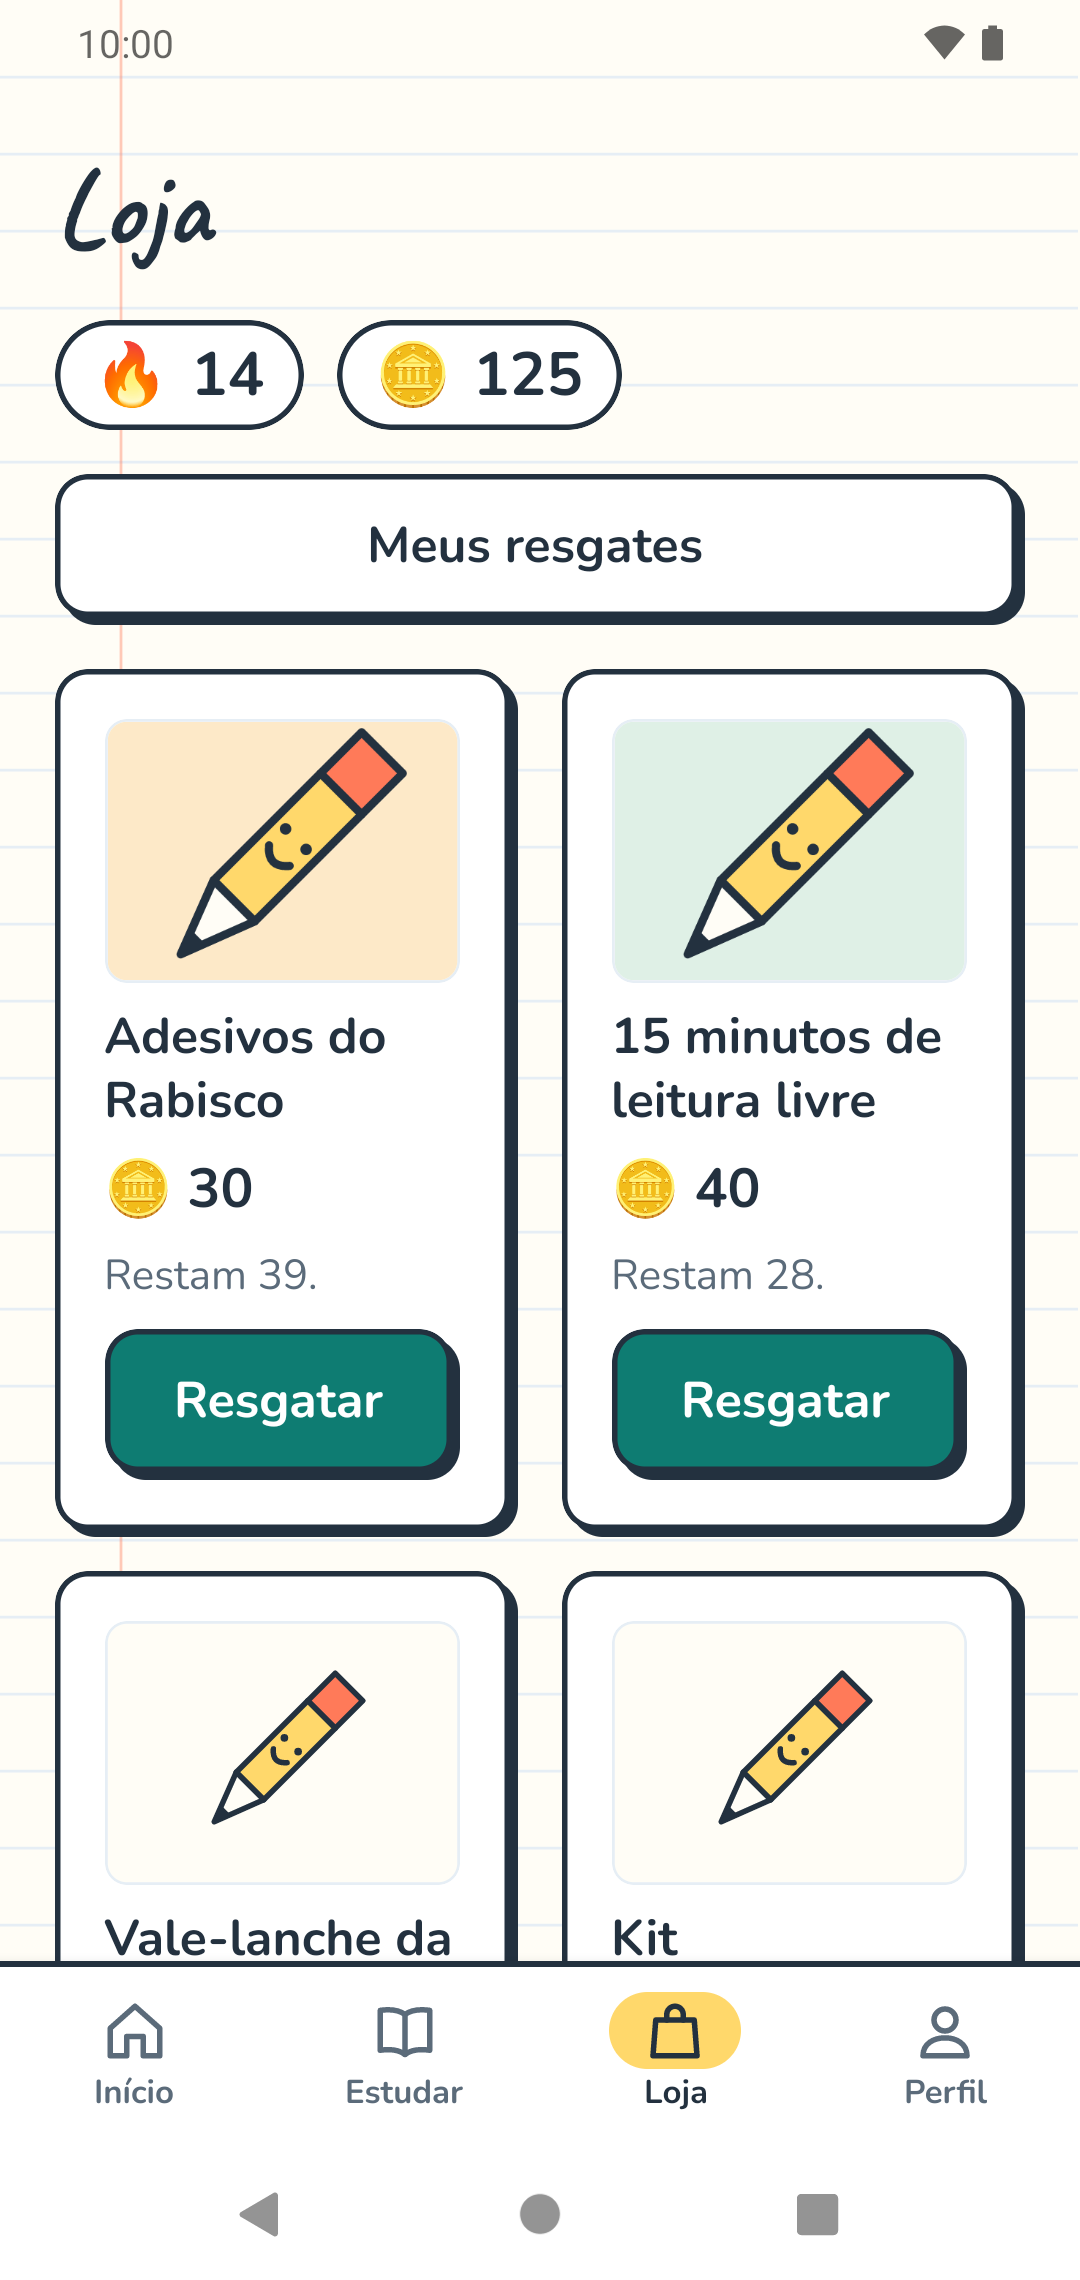 10:00
Loja
14
125
Meus resgates
Adesivos do
Rabisco
30
Restam 39.
Resgatar
15 minutos de
leitura livre
40
Restam 28.
Resgatar
Vale-lanche da
Kit
Início
Estudar
Loja
Perfil